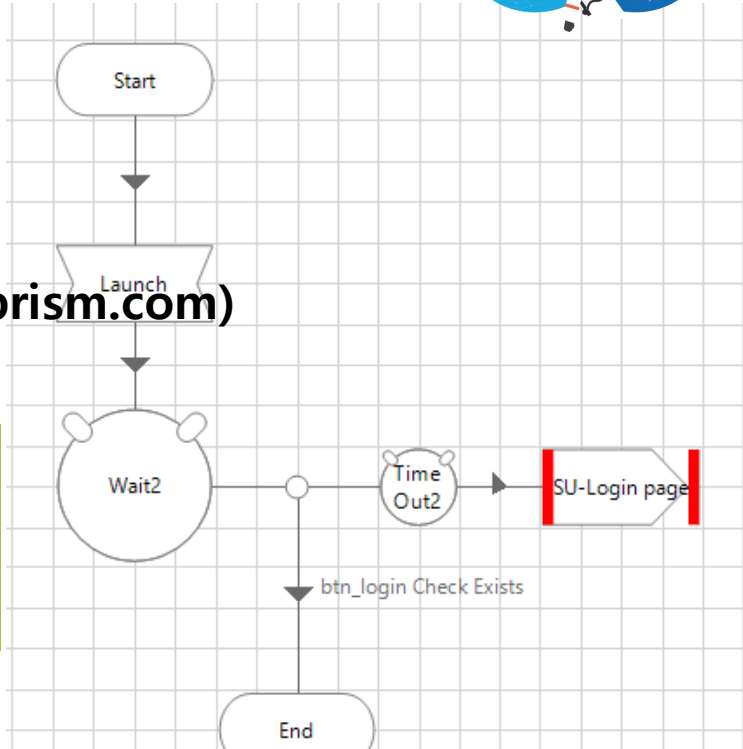 Start
Launch
prism.com)
Wait2
Time
Out2
SU-Login page
btn_login Check Exists
End